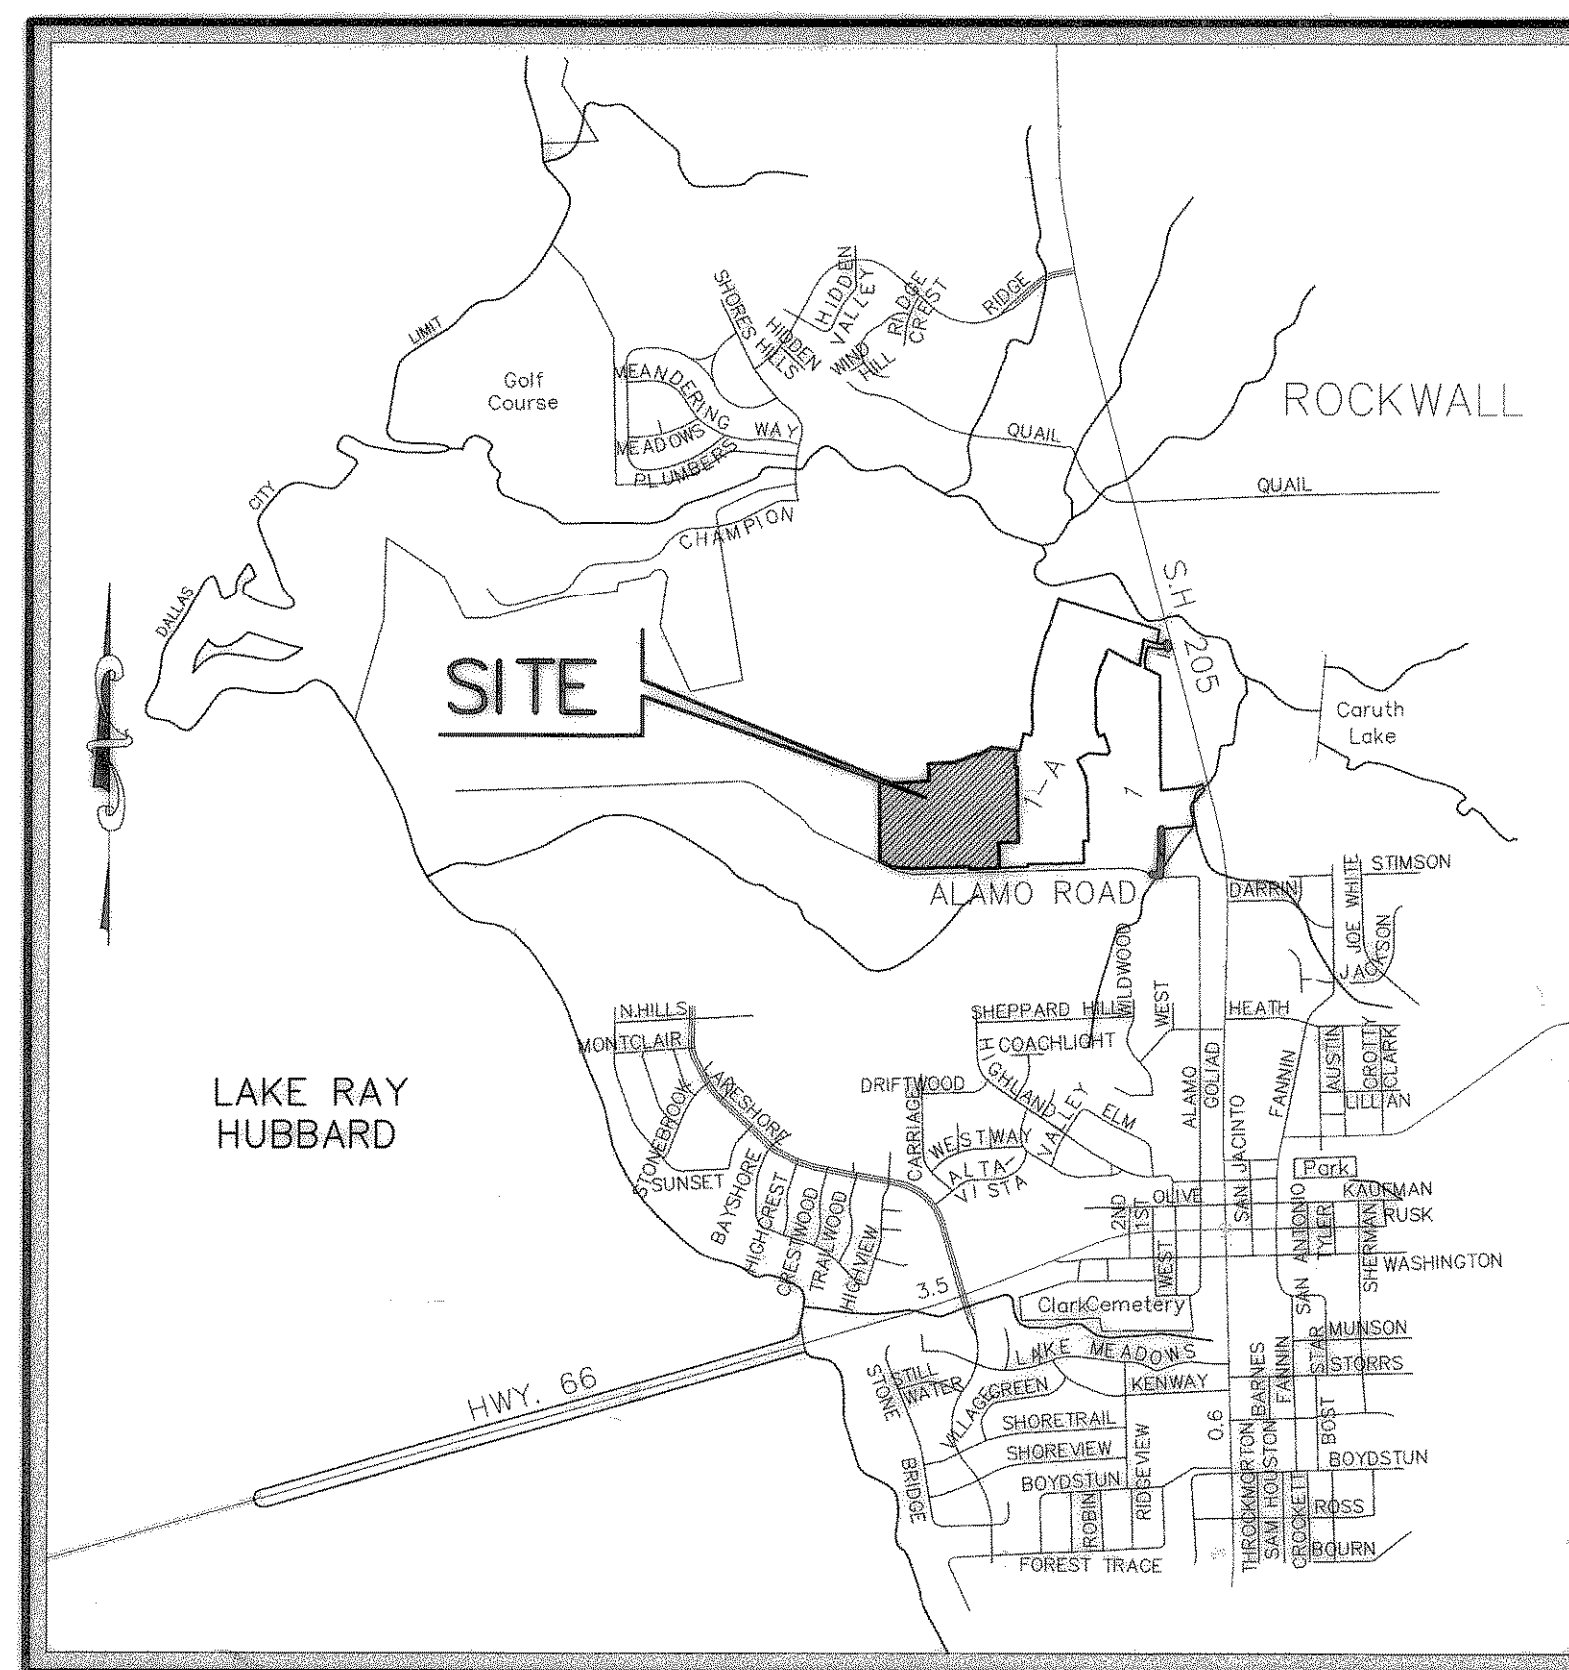 SHORES HILLS
HIDDEN
HIDDEN
VALLEY
RIDGE
CREST
WIND
HILL
RIDGE
LIMIT
Golf
Course
MEANDERING WAY
MEADOWS
PLUMBERS
ROCKWALL
QUAIL
QUAIL
CITY
CHAMPION
DALLAS
S.H 205
SITE
Caruth
Lake
1-A
1
ALAMO ROAD
DARRIN
JOE WHITE
STIMSON
JACKSON
WILDWOOD
WEST
N.HILLS
MONTCLAIR
SHEPPARD HILL
COACHLIGHT
HEATH
AUSTIN
CROTTY
CLARK
LILLIAN
LAKE RAY
HUBBARD
LAKESHORE
STONEBROOK
SUNSET
BAYSHORE
HIGHCREST
CRESTWOOD
TRAILWOOD
HIGHVIEW
DRIFTWOOD
CARRIAGE
HIGHLAND
WESTWAY
ALTA
VISTA
VALLEY
ELM
ALAMO
GOLIAD
SAN JACINTO
FANNIN
Park
KAUFMAN
OLIVE
2ND
1ST
WEST
RUSK
SAN ANTONIO
TYLER
SHERMAN
WASHINGTON
3.5
ClarkCemetery
MUNSON
STAR
STORRS
LAKE MEADOWS
KENWAY
STILL
WATER
STONE BRIDGE
VILLAGE
GREEN
HWY. 66
SHORETRAIL
SHOREVIEW
BOYDSTUN
RIDGEVIEW
ROBIN
FOREST TRACE
0.6
BARNES
FANNIN
BOST
BOYDSTUN
THROCKMORTON
SAM HOUSTON
CROCKETT
ROSS
BOURN